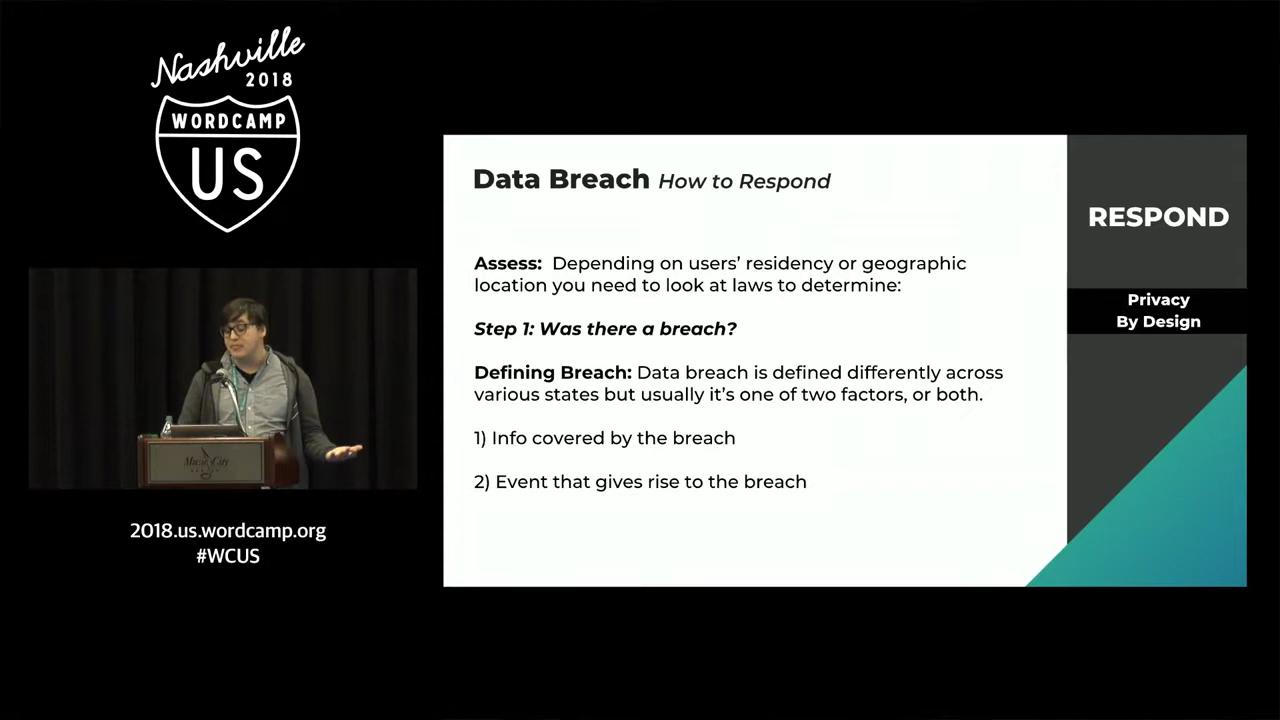 Nashville
2018
WORDCAMP
US
Data Breach How to Respond
Assess: Depending on users’ residency or geographic
location you need to look at laws to determine:
Step 1: Was there a breach?
Defining Breach: Data breach is defined differently across
various states but usually it’s one of two factors, or both.
1) Info covered by the breach
2) Event that gives rise to the breach
RESPOND
Privacy
By Design
Music City
2018.us.wordcamp.org
#WCUS